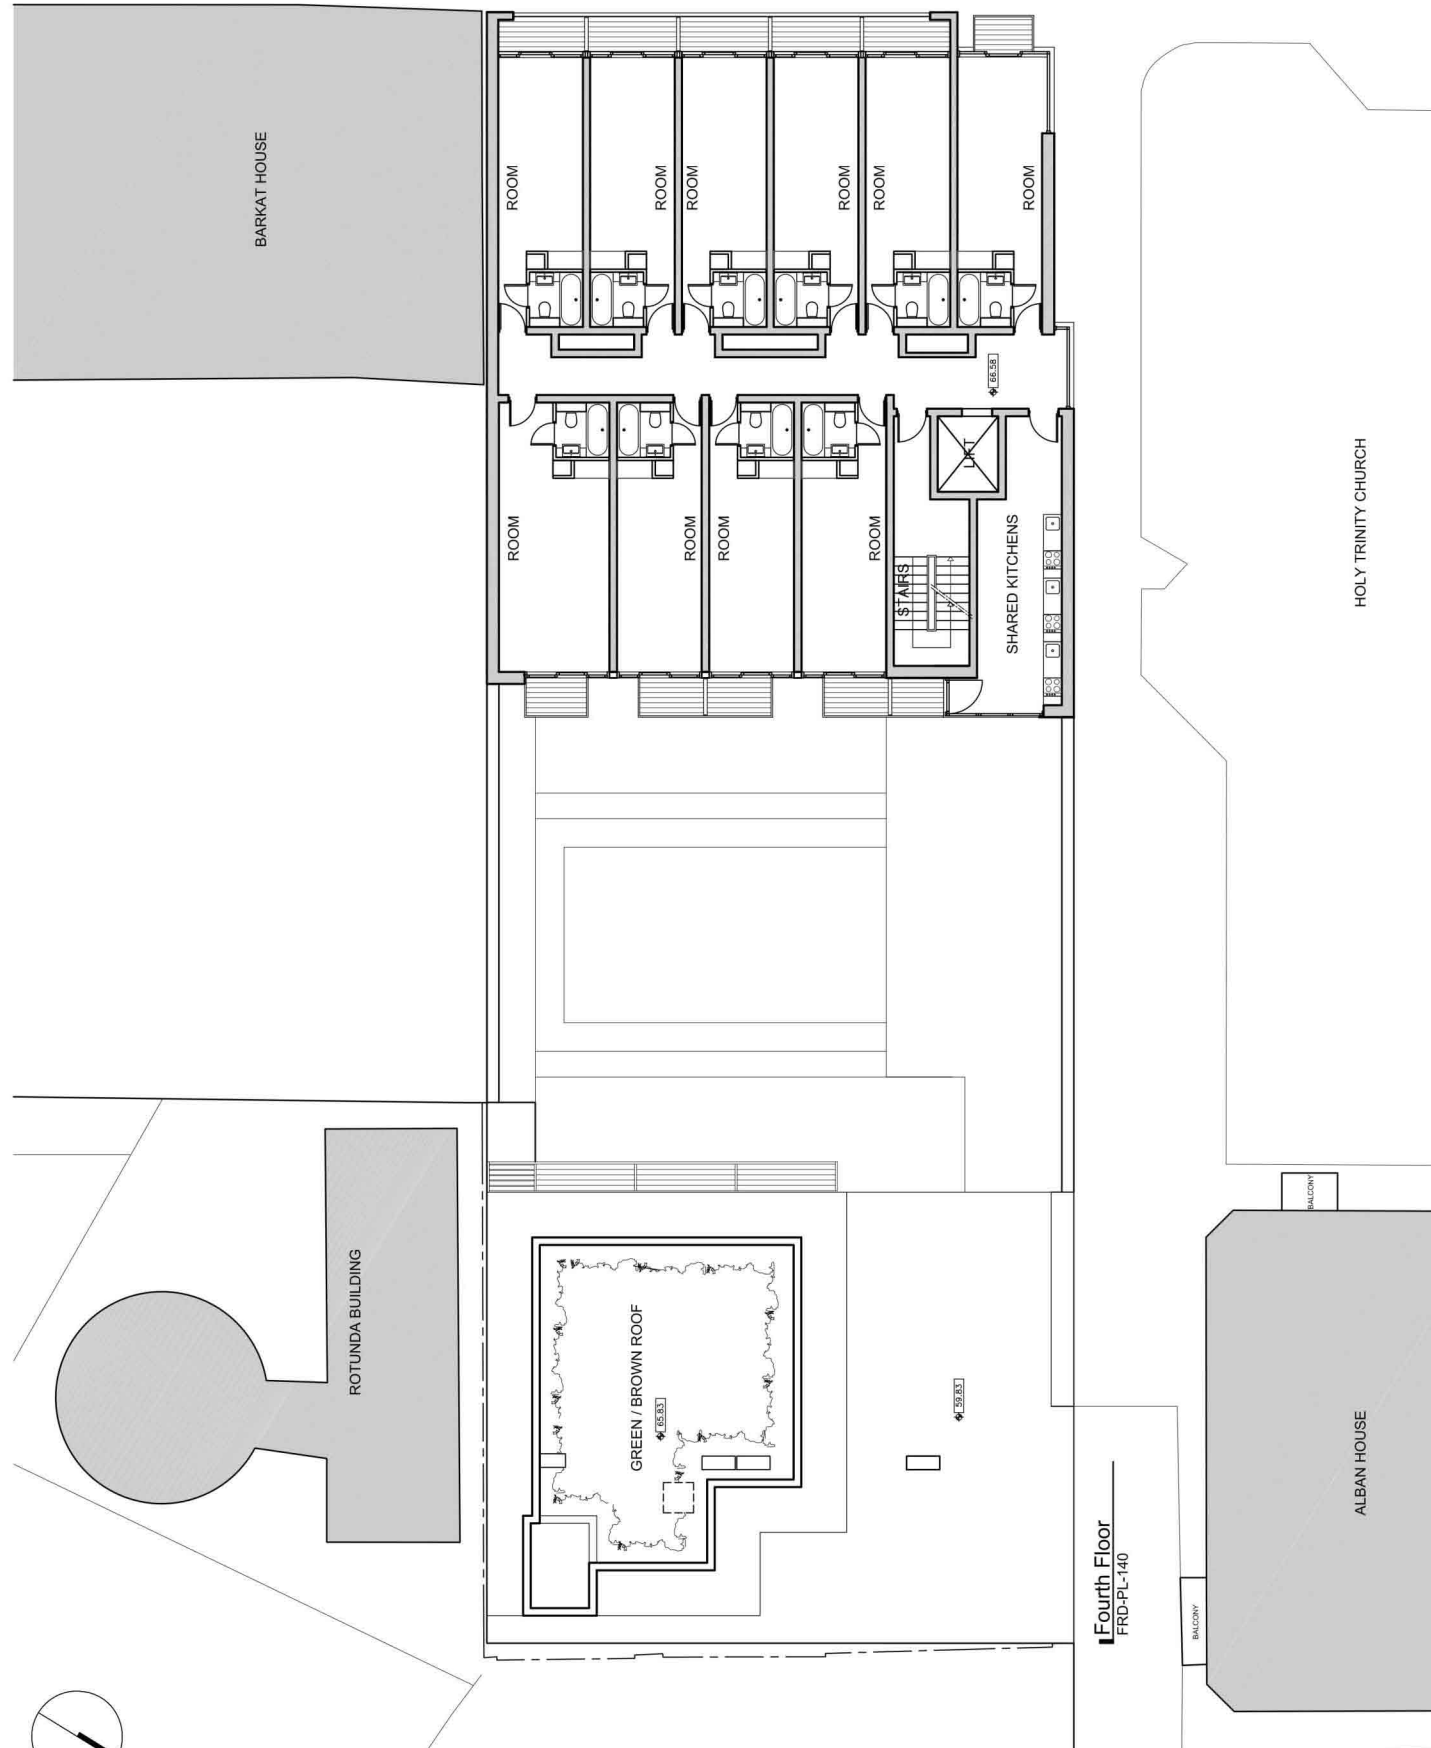 BARKAT HOUSE
ROOM
ROOM
ROOM
ROOM
ROOM
ROOM
66.58
ROOM
ROOM
ROOM
ROOM
STAIRS
LIFT
SHARED KITCHENS
HOLY TRINITY CHURCH
ROTUNDA BUILDING
GREEN / BROWN ROOF
65.83
59.83
Fourth Floor
FRD-PL-140
BALCONY
BALCONY
ALBAN HOUSE